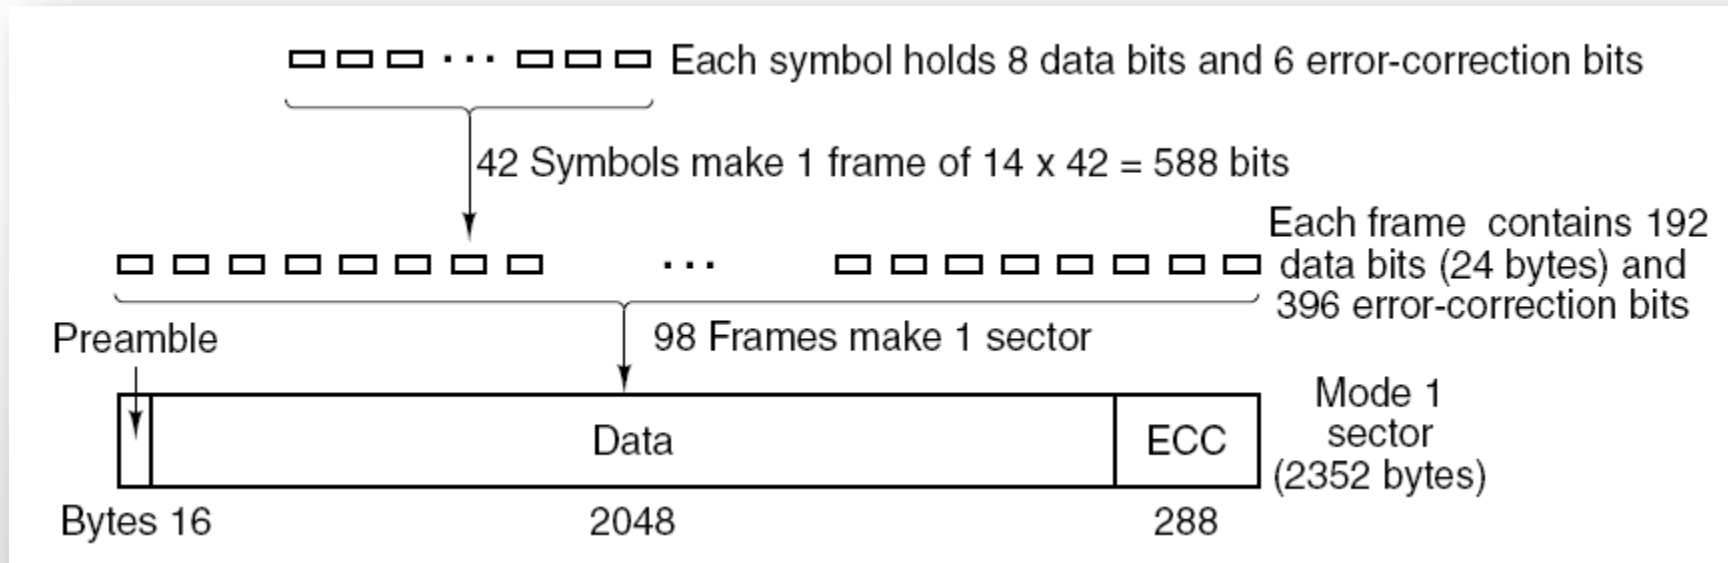 Each symbol holds 8 data bits and 6 error-correction bits
42 Symbols make 1 frame of 14 x 42 = 588 bits
Each frame contains 192
data bits (24 bytes) and
396 error-correction bits
Preamble
98 Frames make 1 sector
Data
ECC
Mode 1
sector
(2352 bytes)
Bytes 16
2048
288